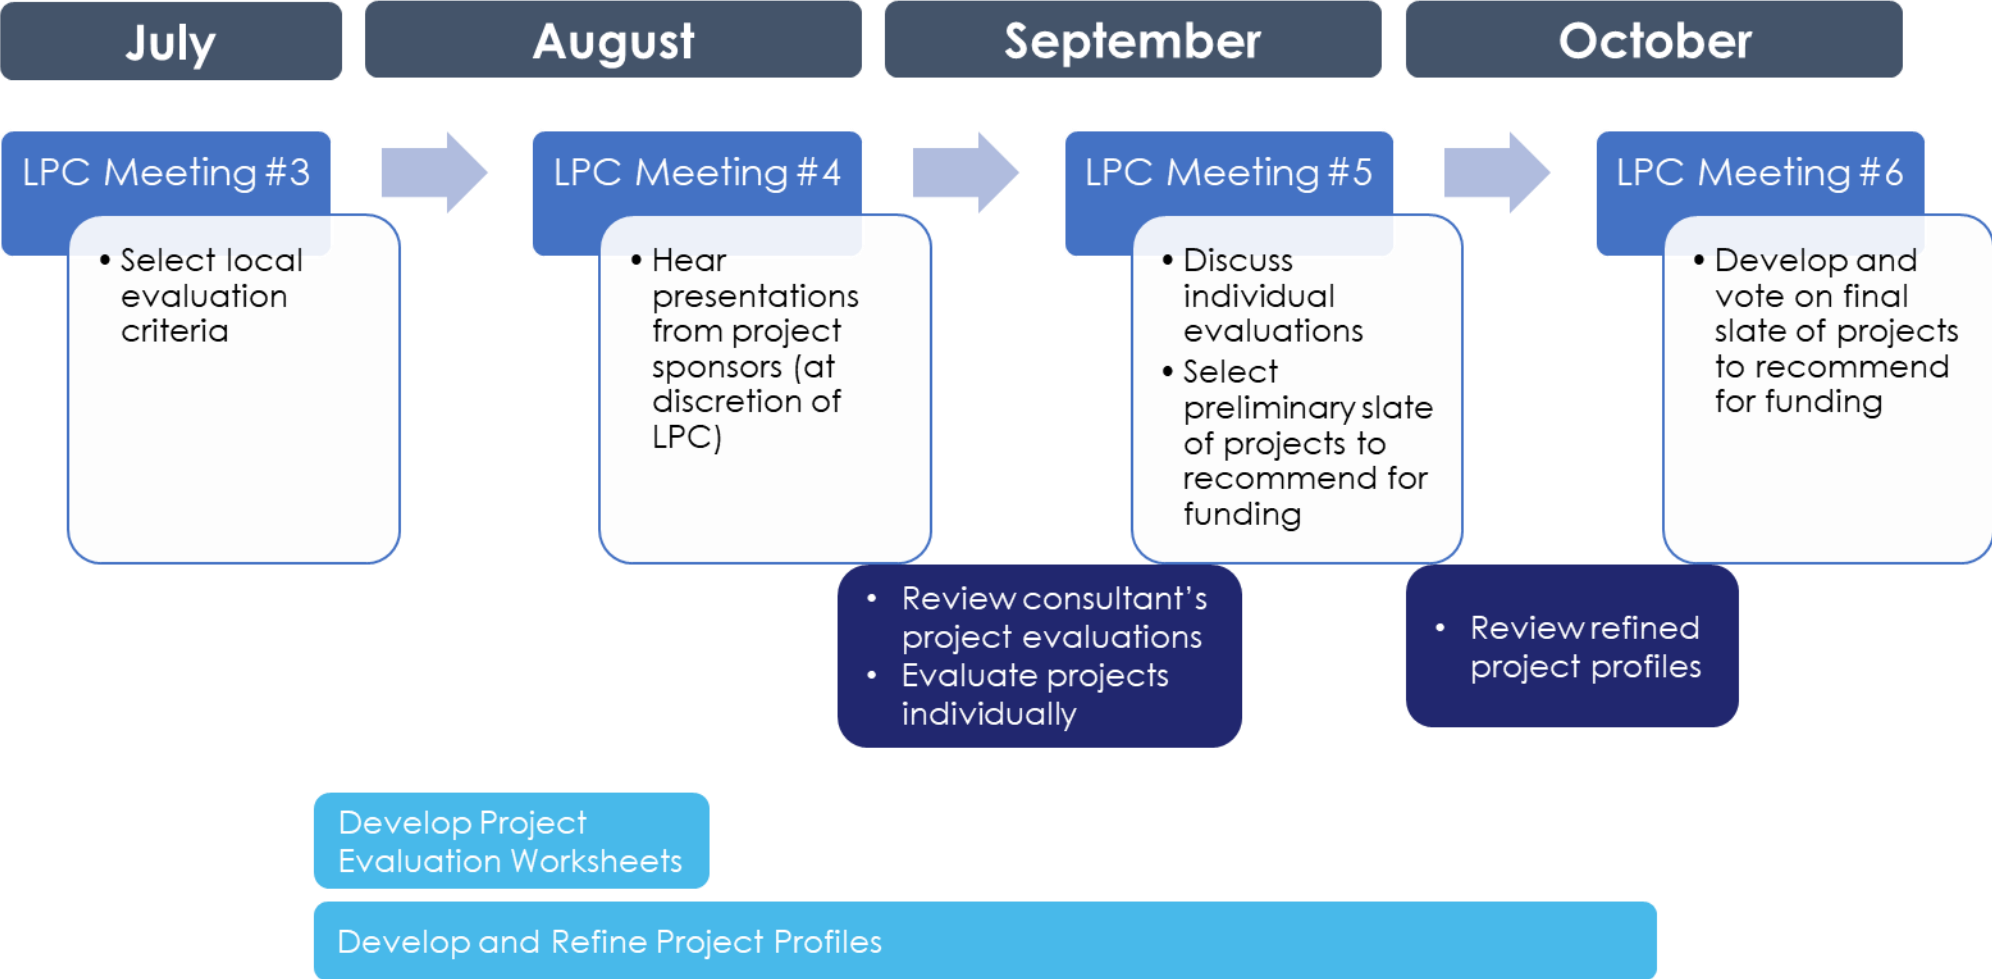 July
August
September
October
LPC Meeting #3
LPC Meeting #4
LPC Meeting #5
LPC Meeting #6
• Select local
evaluation
criteria
• Hear
presentations
from project
sponsors (at
discretion of
LPC)
• Discuss
individual
evaluations
• Select
preliminary slate
of projects to
recommend for
funding
• Develop and
vote on final
slate of projects
to recommend
for funding
• Review consultant’s
project evaluations
• Evaluate projects
individually
• Review refined
project profiles
Develop Project
Evaluation Worksheets
Develop and Refine Project Profiles